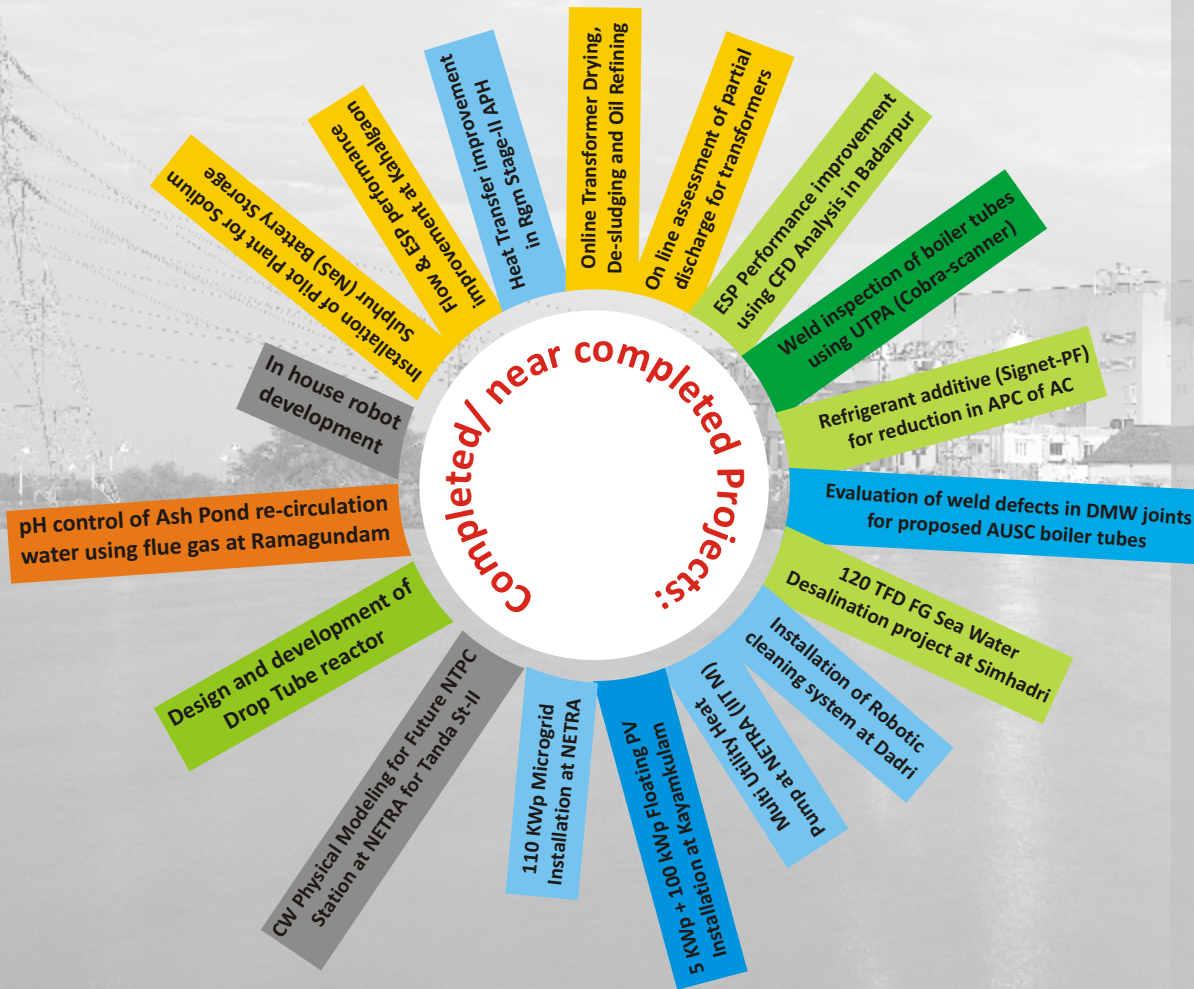 Completed/ near completed Projects:
Online Transformer Drying,
De-sludging and Oil Refining
On line assessment of partial
discharge for transformers
ESP Performance improvement
using CFD Analysis in Badarpur
Weld inspection of boiler tubes
using UTPA (Cobra-scanner)
Refrigerant additive (Signet-PF)
for reduction in APC of AC
Evaluation of weld defects in DMW joints
for proposed AUSC boiler tubes
120 TFD FG Sea Water
Desalination project at Simhadri
Installation of Robotic
cleaning system at Dadri
Multi Utility Heat
Pump at NETRA (IIT M)
5 KWp + 100 kWp Floating PV
Installation at Kayamkulam
110 KWp Microgrid
Installation at NETRA
CW Physical Modeling for Future NTPC
Station at NETRA for Tanda St-II
Design and development of
Drop Tube reactor
pH control of Ash Pond re-circulation
water using flue gas at Ramagundam
In house robot
development
Installation of Pilot Plant for Sodium
Sulphur (Nas) Battery Storage
Flow & ESP performance
improvement at Kahalgaon
Heat Transfer improvement
in Rgm Stage-II APH